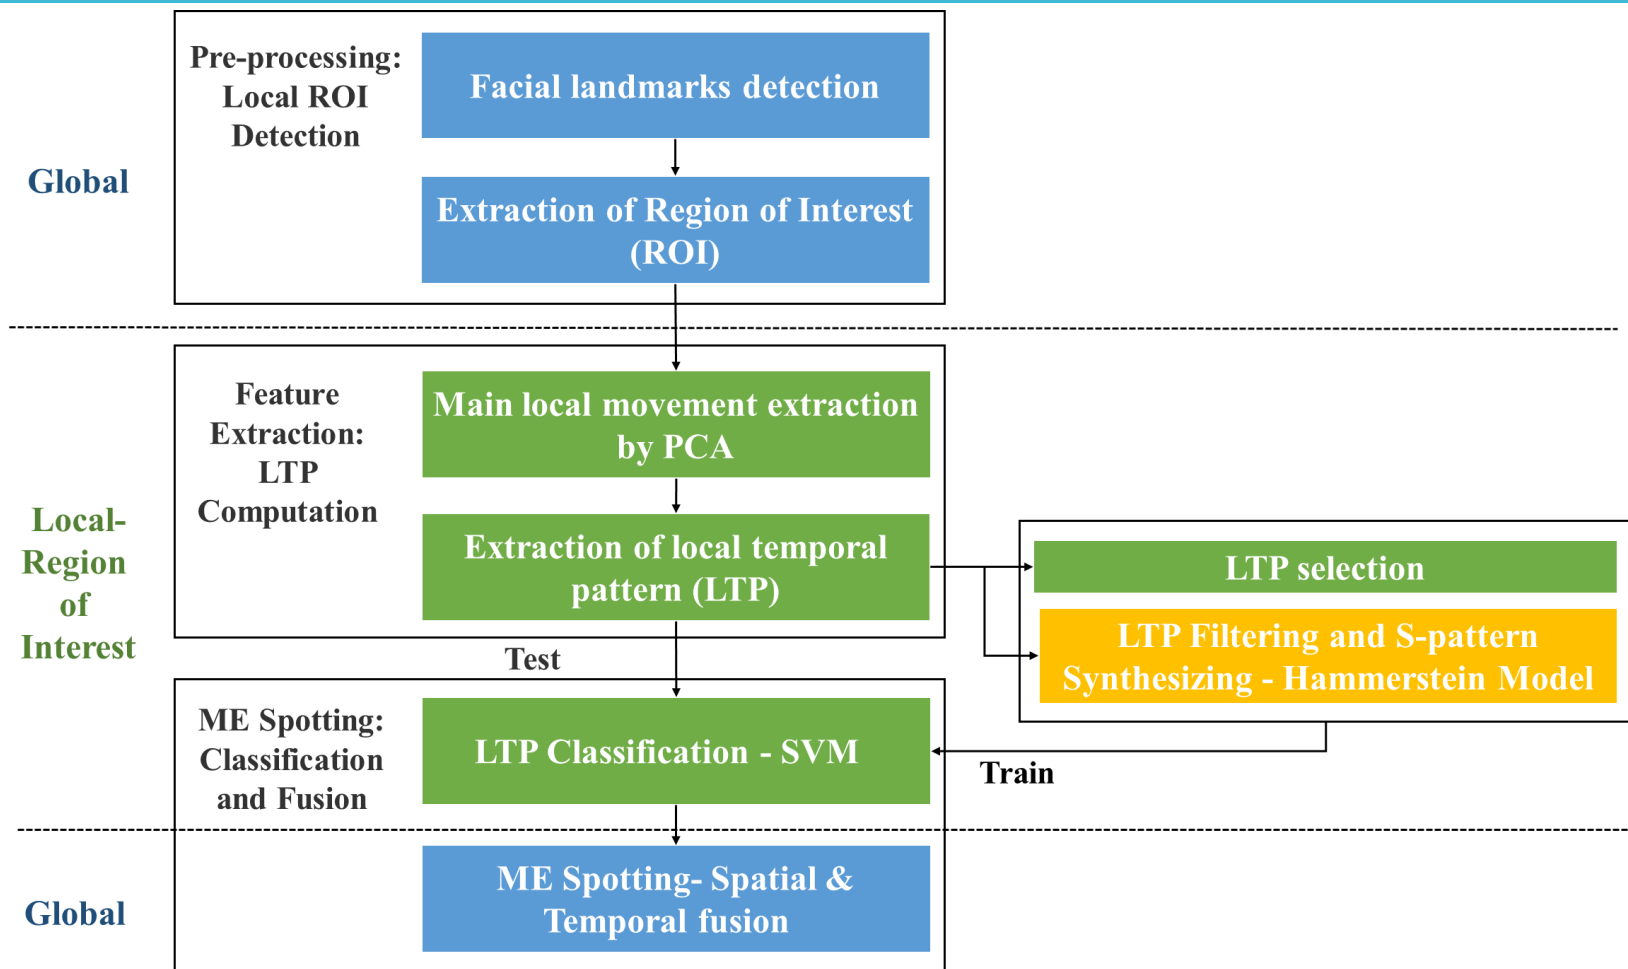 Pre-processing:
Local ROI
Detection
Facial landmarks detection
Global
Extraction of Region of Interest
(ROI)
Feature
Extraction:
LTP
Computation
Main local movement extraction
by PCA
Local-
Region
of
Interest
Extraction of local temporal
pattern (LTP)
LTP selection
LTP Filtering and S-pattern
Synthesizing - Hammerstein Model
Test
ME Spotting:
Classification
and Fusion
LTP Classification - SVM
Train
Global
ME Spotting- Spatial &
Temporal fusion